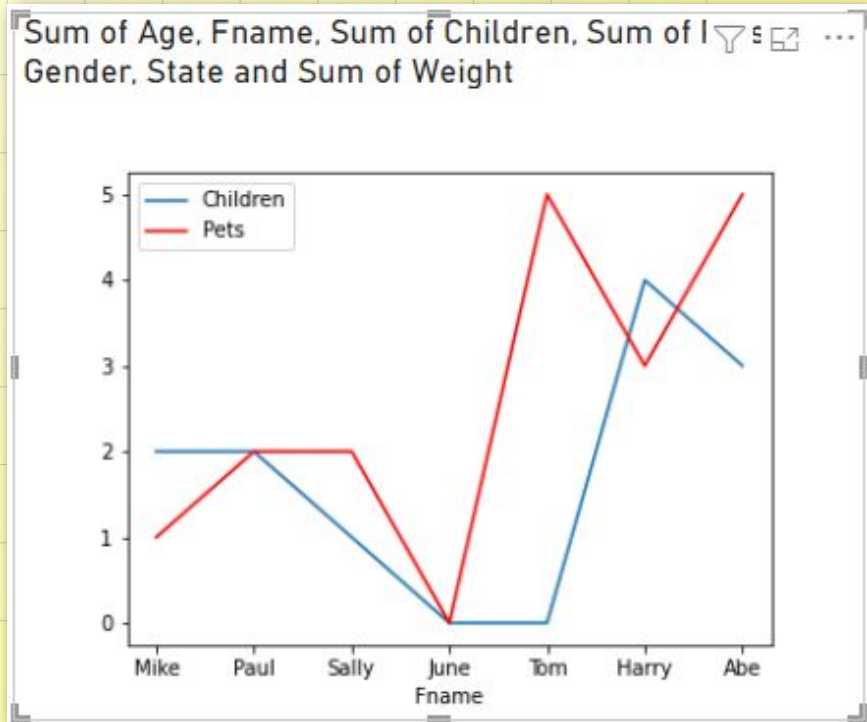 Sum of Age, Fname, Sum of Children, Sum of
Gender, State and Sum of Weight
Children
Pets
5
4
3
2
1
0
Mike Paul Sally June Tom Harry Abe
Fname